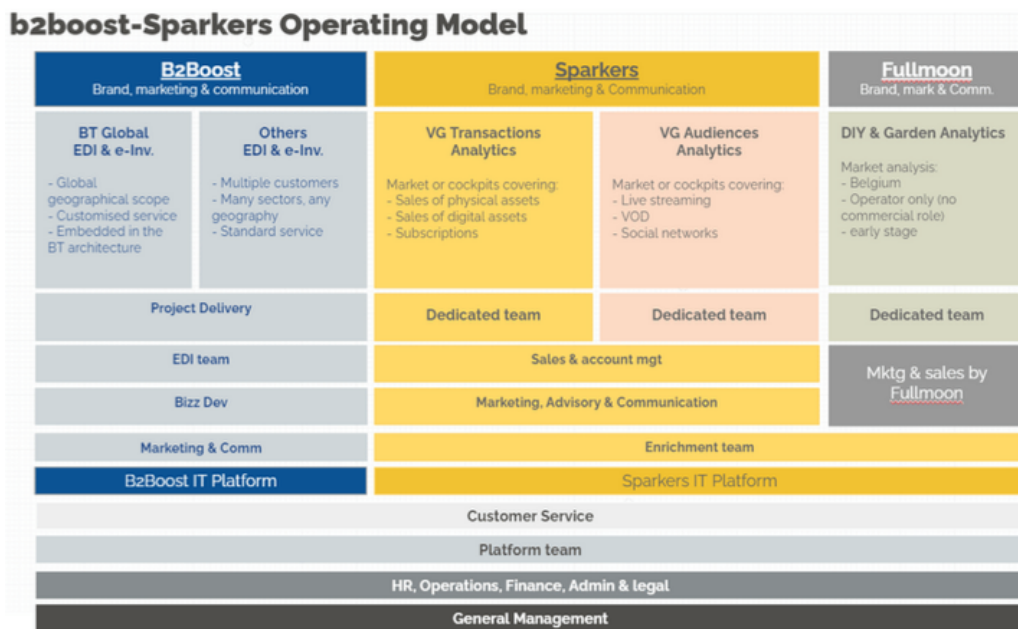 b2boost-Sparkers Operating Model
B2Boost
Brand, marketing & communication
Sparkers
Brand, marketing & Communication
Fullmoon
Brand, mark & Comm.
BT Global
EDI & e-Inv.
- Global
geographical scope
- Customised service
- Embedded in the
BT architecture
Others
EDI & e-Inv.
- Multiple customers
- Many sectors, any
geography
- Standard service
VG Transactions
Analytics
Market or cockpits covering:
- Sales of physical assets
- Sales of digital assets
- Subscriptions
VG Audiences
Analytics
Market or cockpits covering:
- Live streaming
- VOD
- Social networks
DIY & Garden Analytics
Market analysis:
- Belgium
- Operator only (no
commercial role)
- early stage
Project Delivery
Dedicated team
Dedicated team
Dedicated team
EDI team
Sales & account mgt
Mktg & sales by
Fullmoon
Bizz Dev
Marketing, Advisory & Communication
Marketing & Comm
Enrichment team
B2Boost IT Platform
Sparkers IT Platform
Customer Service
Platform team
HR, Operations, Finance, Admin & legal
General Management